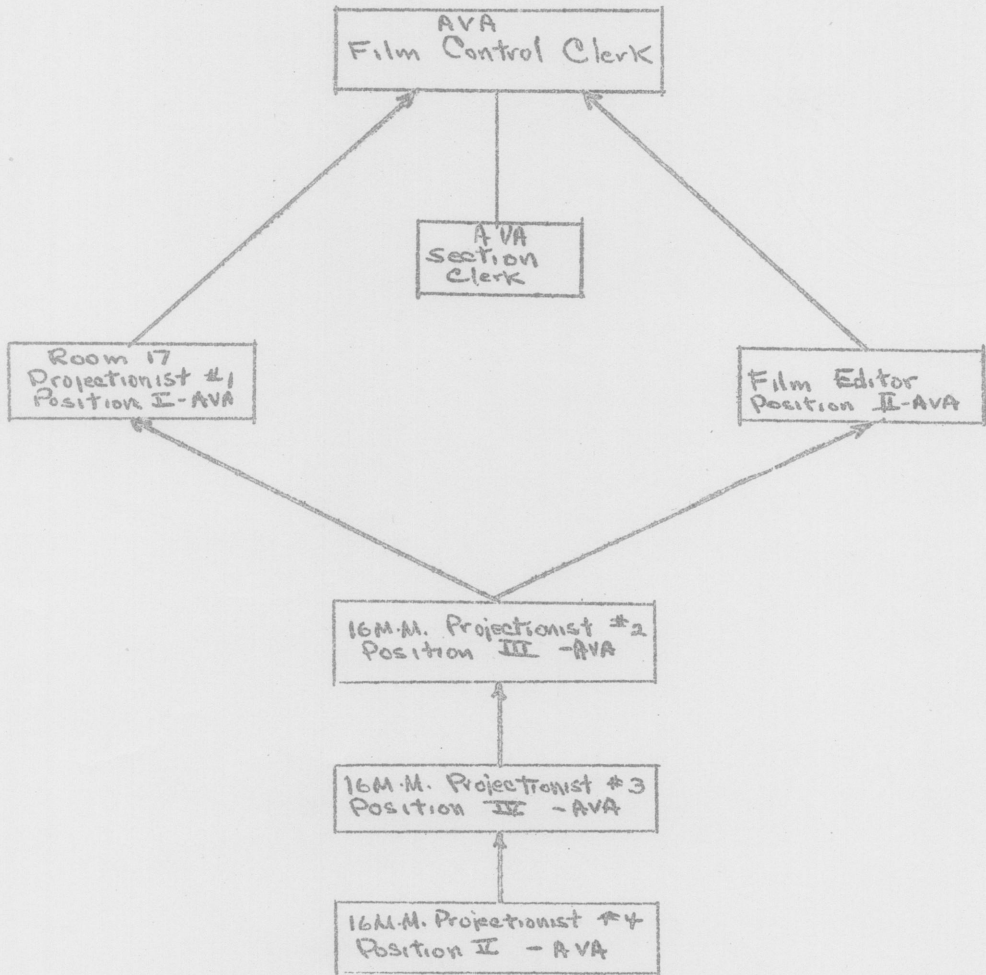 AVA
Film Control Clerk
AVA
Section
Clerk
Room 17
Projectionist #1
Position I-AVA
Film Editor
Position II-AVA
16M.M. Projectionist #2
Position III -AVA
16M.M. Projectionist #3
Position IV -AVA
16M.M. Projectionist #4
Position V -AVA